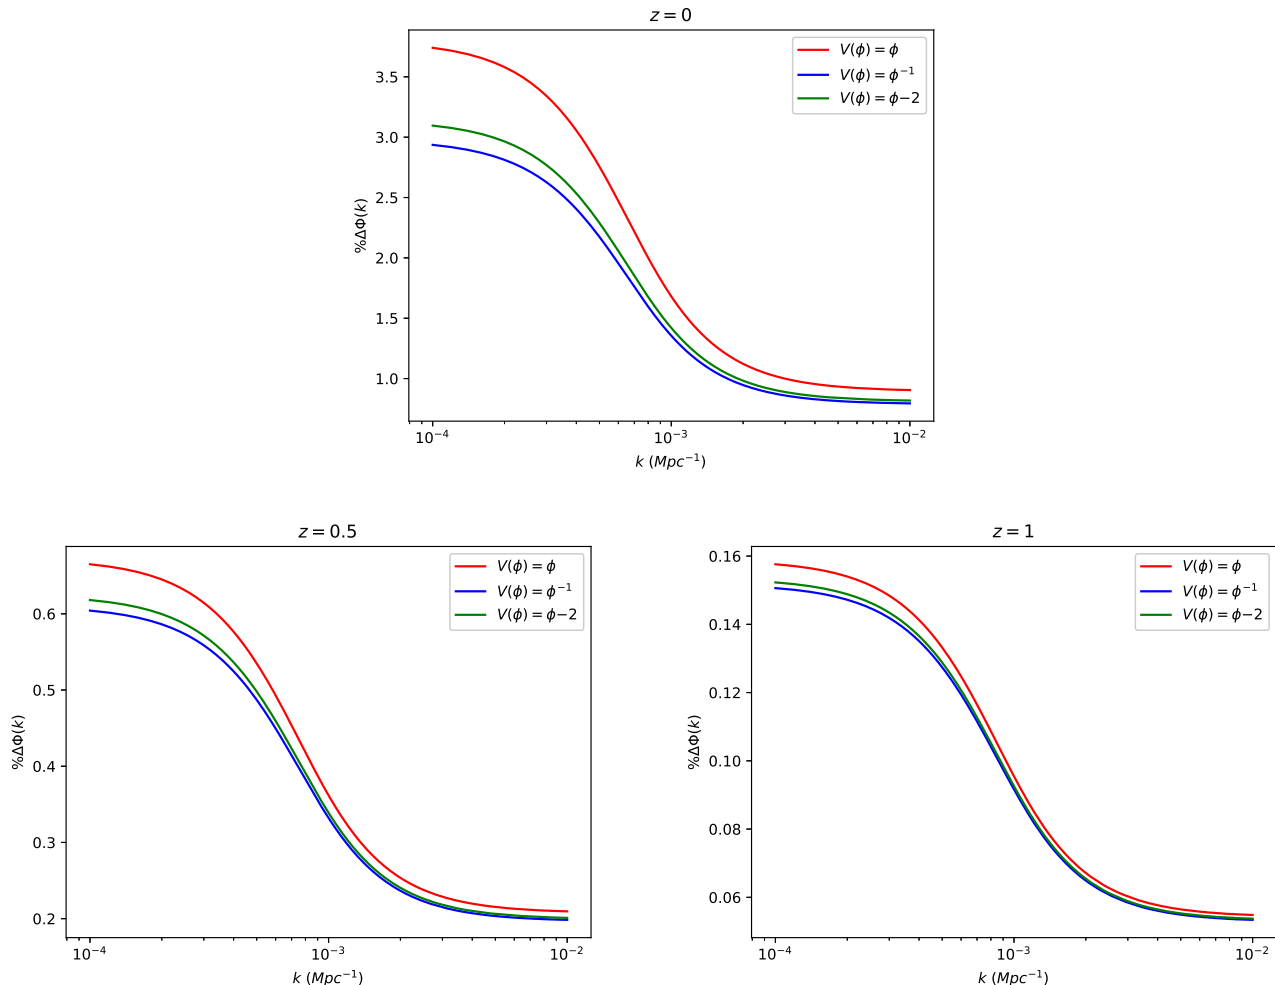 z = 0
%ΔΦ(k)
3.5
3.0
2.5
2.0
1.5
1.0
10⁻⁴
10⁻³
10⁻²
k (Mpc⁻¹)
V(ϕ) = ϕ
V(ϕ) = ϕ⁻¹
V(ϕ) = ϕ−2
z = 0.5
%ΔΦ(k)
0.6
0.5
0.4
0.3
0.2
10⁻⁴
10⁻³
10⁻²
k (Mpc⁻¹)
V(ϕ) = ϕ
V(ϕ) = ϕ⁻¹
V(ϕ) = ϕ−2
z = 1
%ΔΦ(k)
0.16
0.14
0.12
0.10
0.08
0.06
10⁻⁴
10⁻³
10⁻²
k (Mpc⁻¹)
V(ϕ) = ϕ
V(ϕ) = ϕ⁻¹
V(ϕ) = ϕ−2